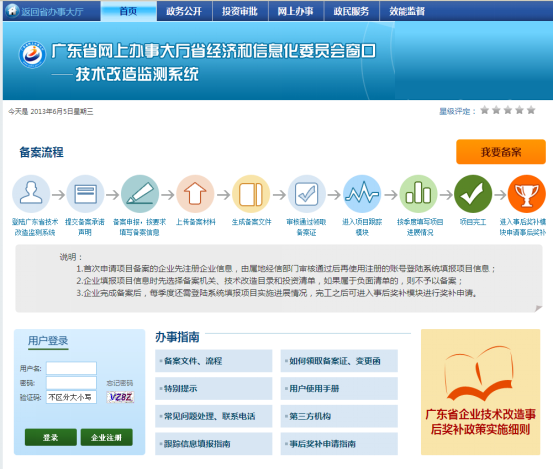 返回省办事大厅 首页 政务公开 投资审批 网上办事 政民服务 效能监督
广东省网上办事大厅省经济和信息化委员会窗口
——技术改造监测系统
今天是 2013年6月5日星期三 星级评定：
备案流程 我要备案
登陆广东省技术改造监测系统
提交备案承诺声明
备案申报，按要求填写备案信息
上传备案材料
生成备案文件
审核通过领取备案证
进入项目跟踪模块
按季度填写项目进展情况
项目完工
进入事后奖补模块申请事后奖补
说明：
1.首次申请项目备案的企业先注册企业信息，由属地经信部门审核通过后再使用注册的账号登陆系统填报项目信息；
2.企业填报项目信息时先选择备案机关、技术改造目录和投资清单，如果属于负面清单的，则不予以备案；
3.企业完成备案后，每季度还需登陆系统填报项目实施进展情况，完工之后可进入事后奖补模块进行奖补申请。
用户登录
用户名：
密码： 忘记密码
验证码： 不区分大小写 VZBZ
登录 企业注册
办事指南
备案文件、流程 如何领取备案证、变更函
特别提示 用户使用手册
常见问题处理、联系电话 第三方机构
跟踪信息填报指南 事后奖补申请指南
广东省企业技术改造事
后奖补政策实施细则